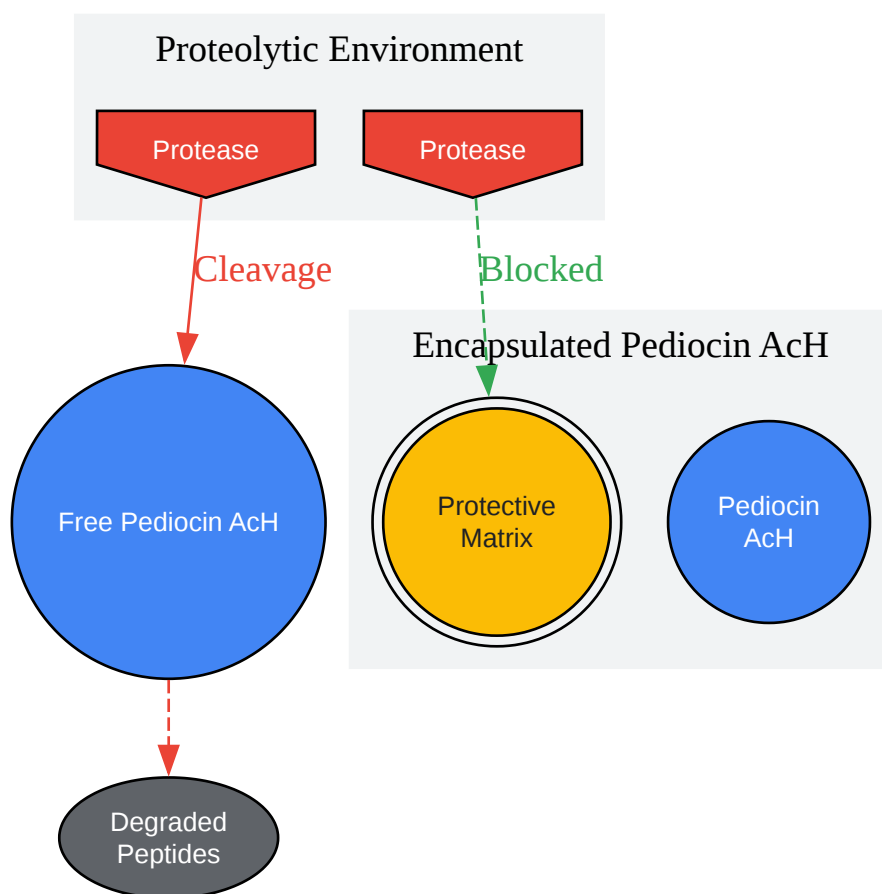 Proteolytic Environment
Protease
Protease
Cleavage
Blocked
Encapsulated Pediocin AcH
Free Pediocin AcH
Protective
Matrix
Pediocin
AcH
Degraded
Peptides